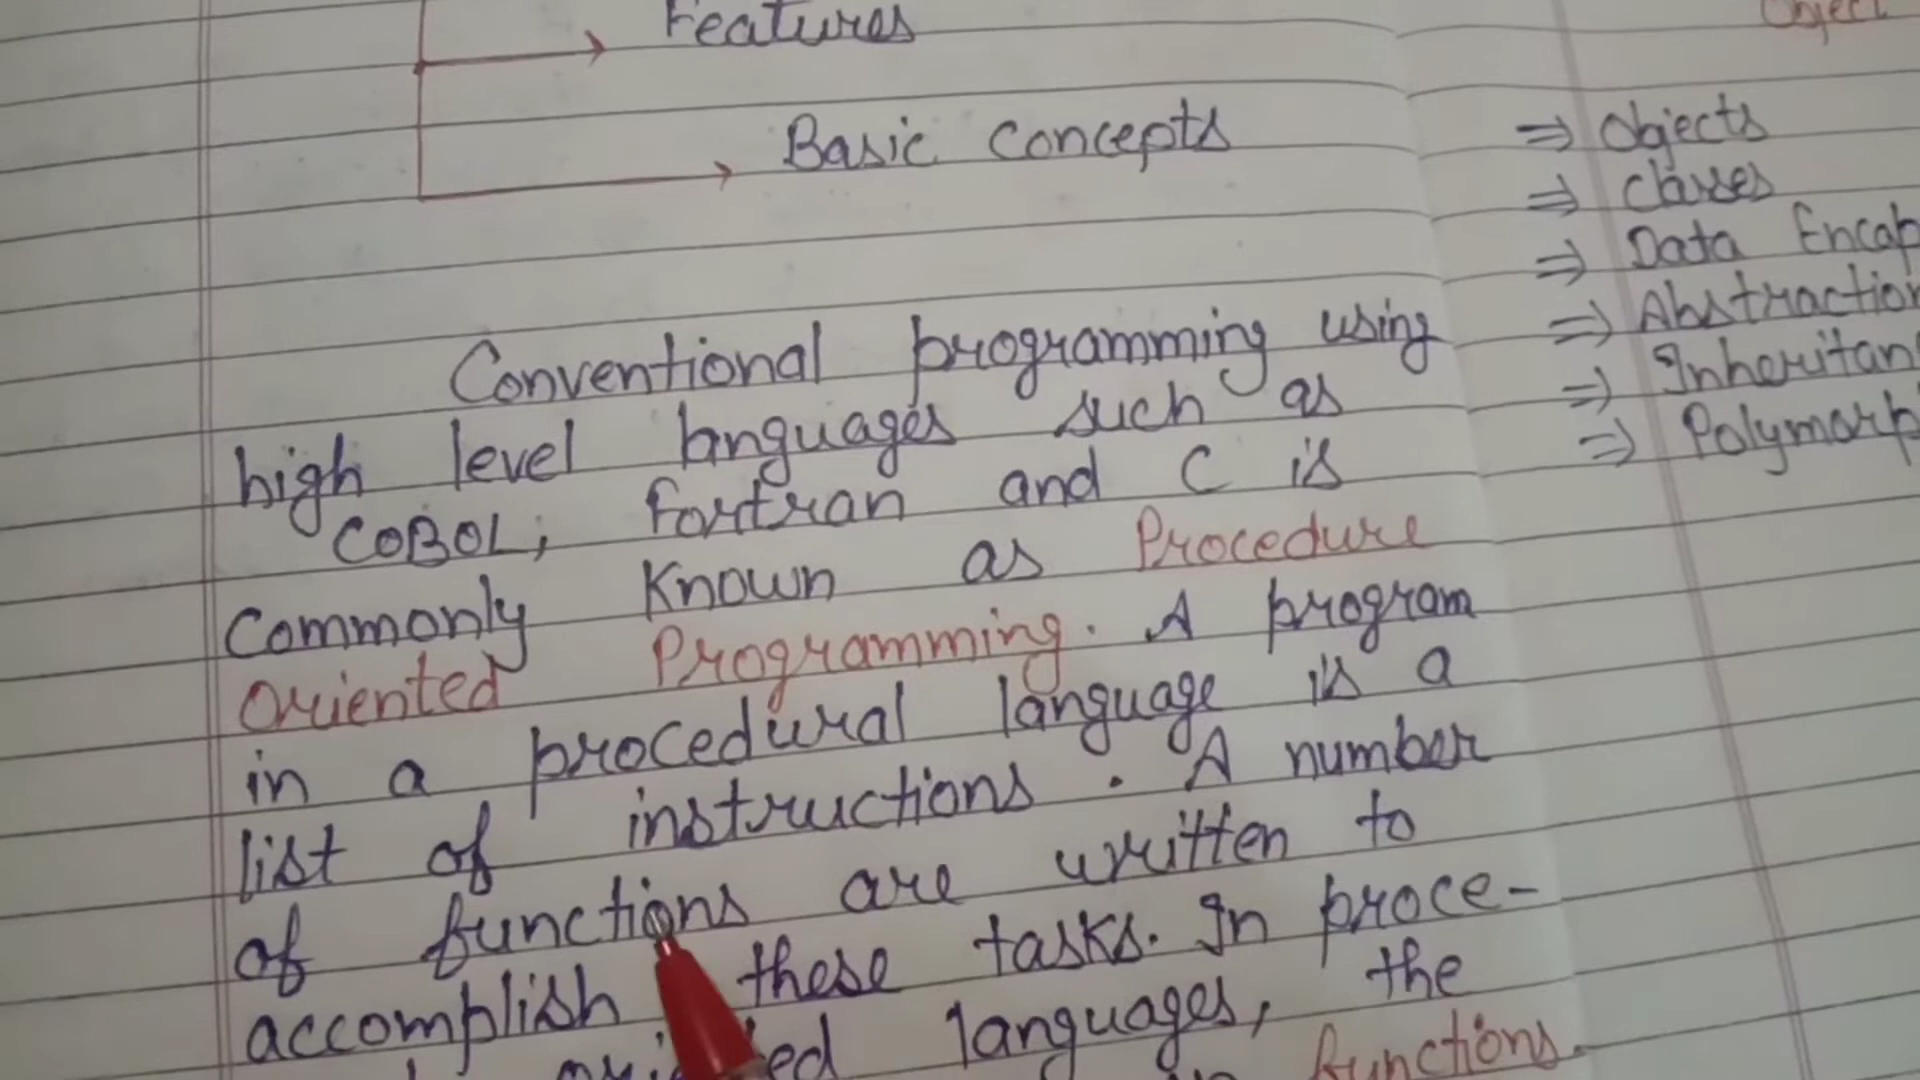 Features
Basic Concepts
Conventional programming using
high level languages such as
COBOL, Fortran and C is
Commonly Known as Procedure
Oriented Programming. A program
in a procedural language is a
list of instructions. A number
of functions are written to
accomplish these tasks. In proce-
languages, the
functions.
Object
⇒ Objects
⇒ Classes
⇒ Data Encap
⇒ Abstraction
⇒ Inheritan
⇒ Polymorp